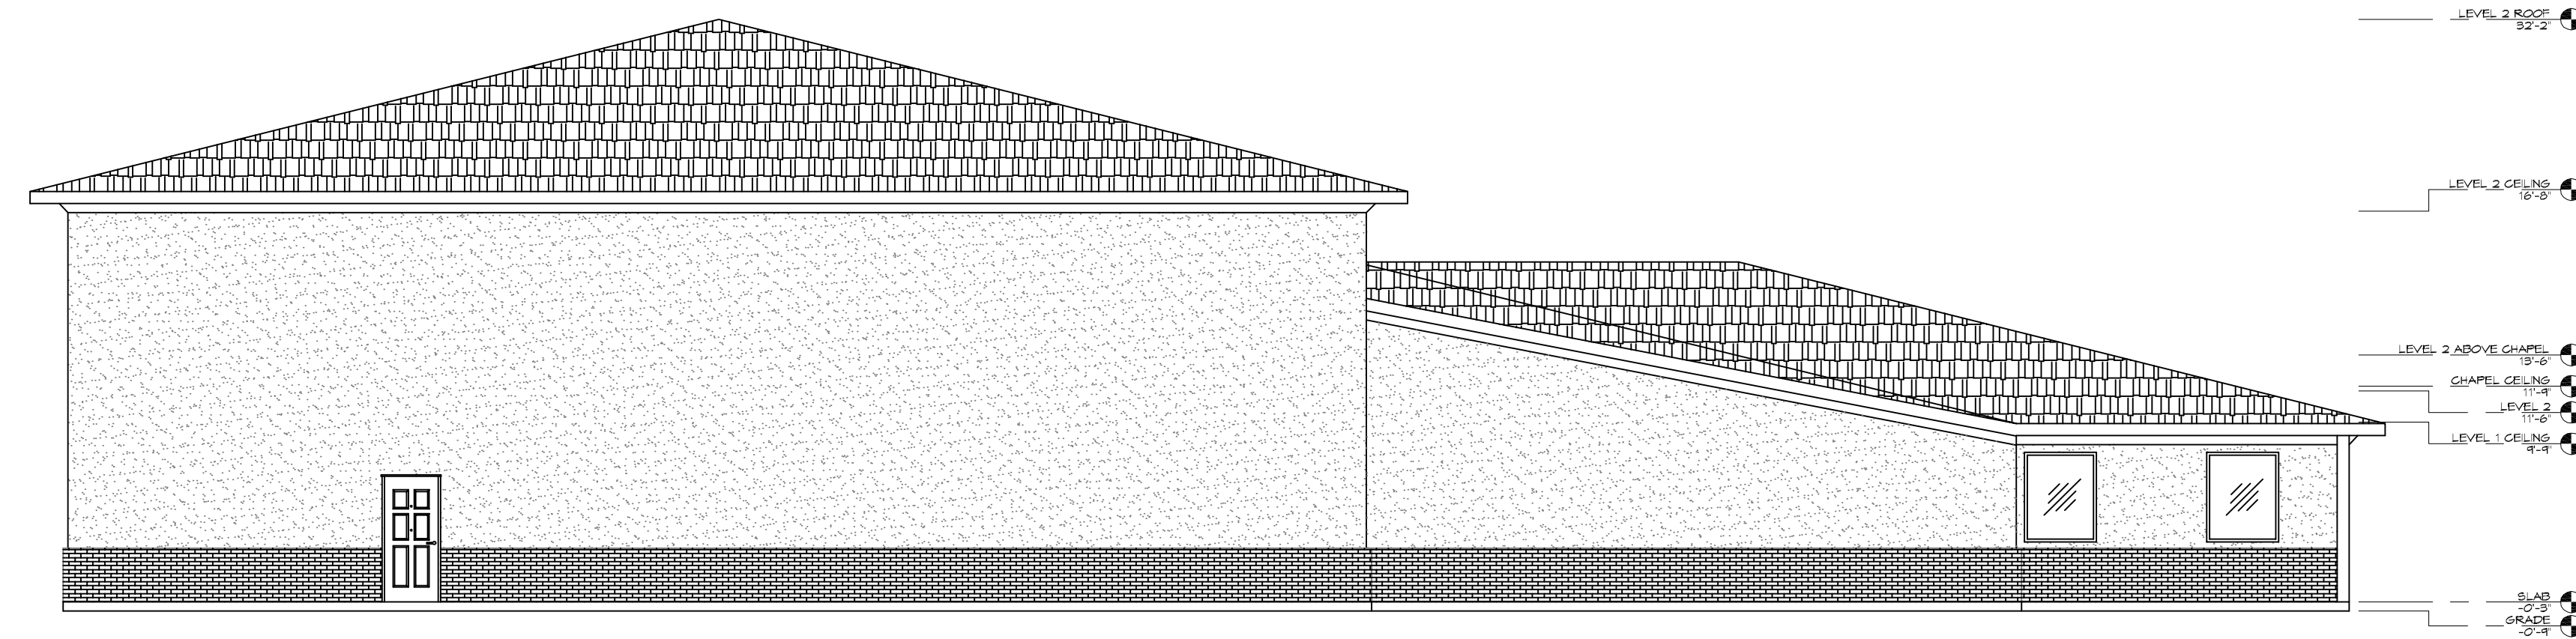 LEVEL 2 ROOF
32'-2"
LEVEL 2 CEILING
16'-8"
LEVEL 2 ABOVE CHAPEL
13'-6"
CHAPEL CEILING
11'-9"
LEVEL 2
11'-6"
LEVEL 1 CEILING
9'-9"
SLAB
-0'-3"
GRADE
-0'-9"